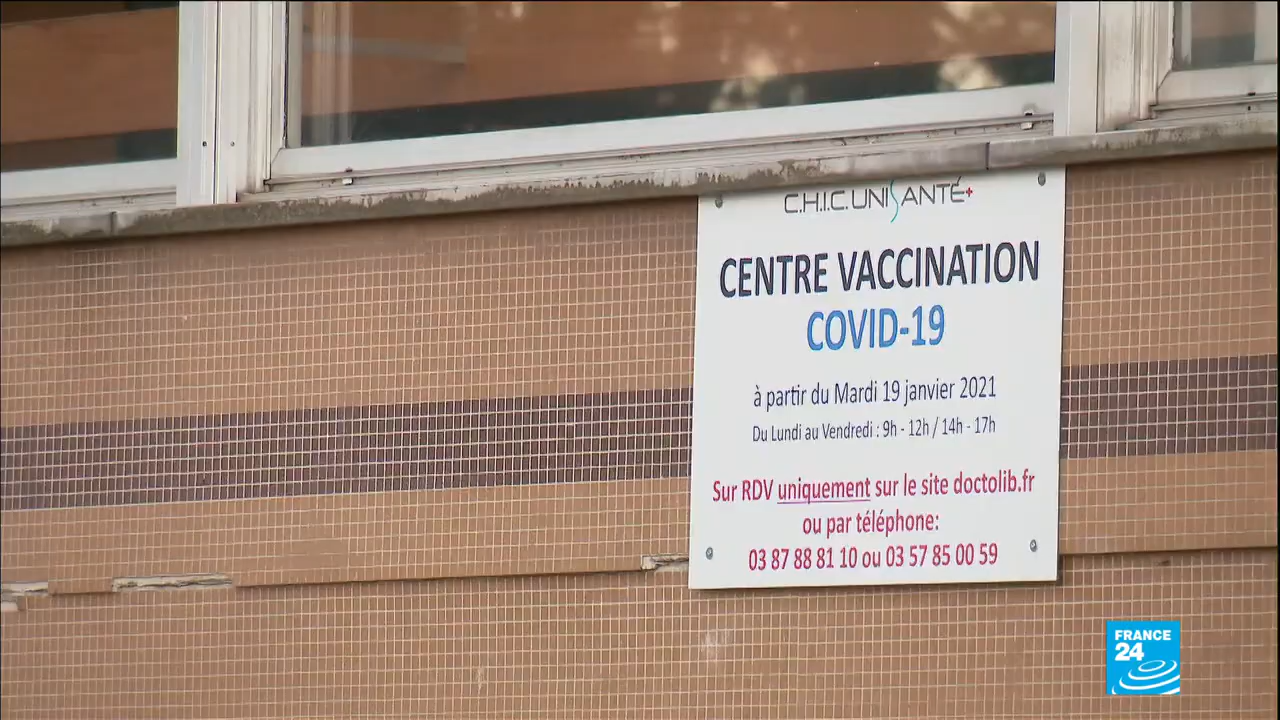 C.H.I.C. UNISANTÉ+
CENTRE VACCINATION
COVID-19
à partir du Mardi 19 janvier 2021
Du Lundi au Vendredi : 9h - 12h / 14h - 17h
Sur RDV uniquement sur le site doctolib.fr
ou par téléphone:
03 87 88 81 10 ou 03 57 85 00 59
FRANCE
24